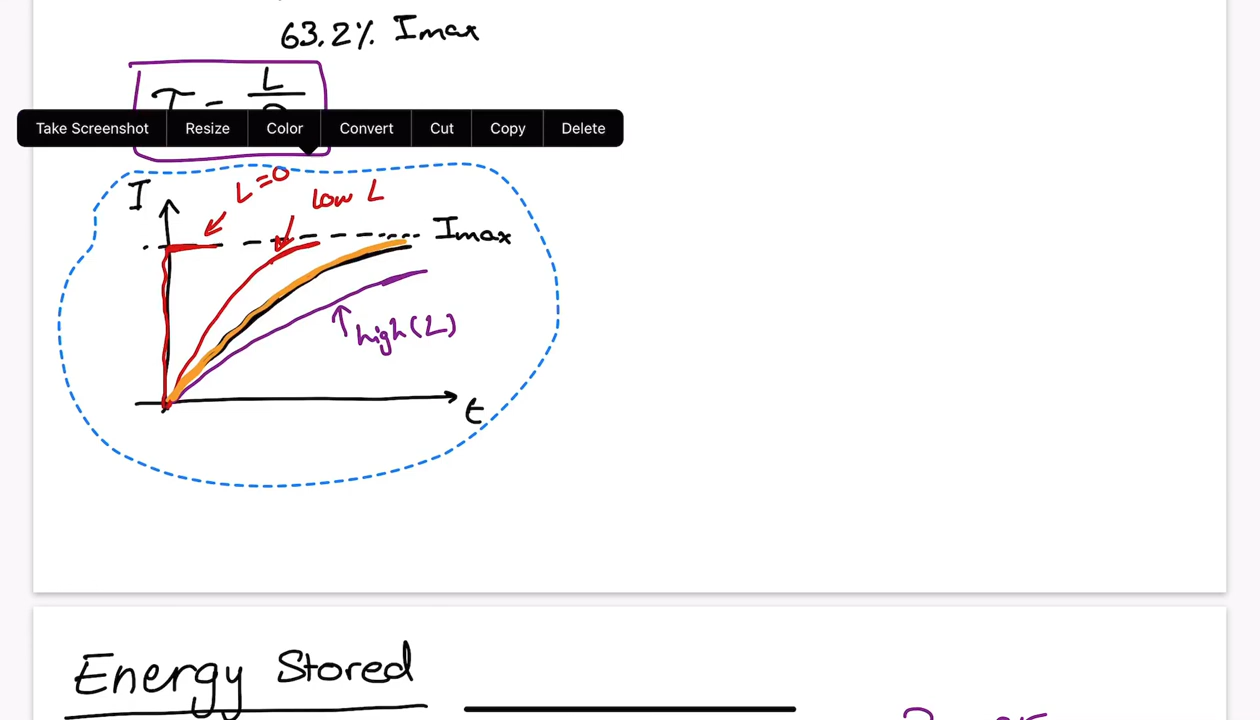 63.2% Imax
τ = L
Take Screenshot Resize Color Convert Cut Copy Delete
I
L=0
low L
Imax
high(L)
t
Energy Stored